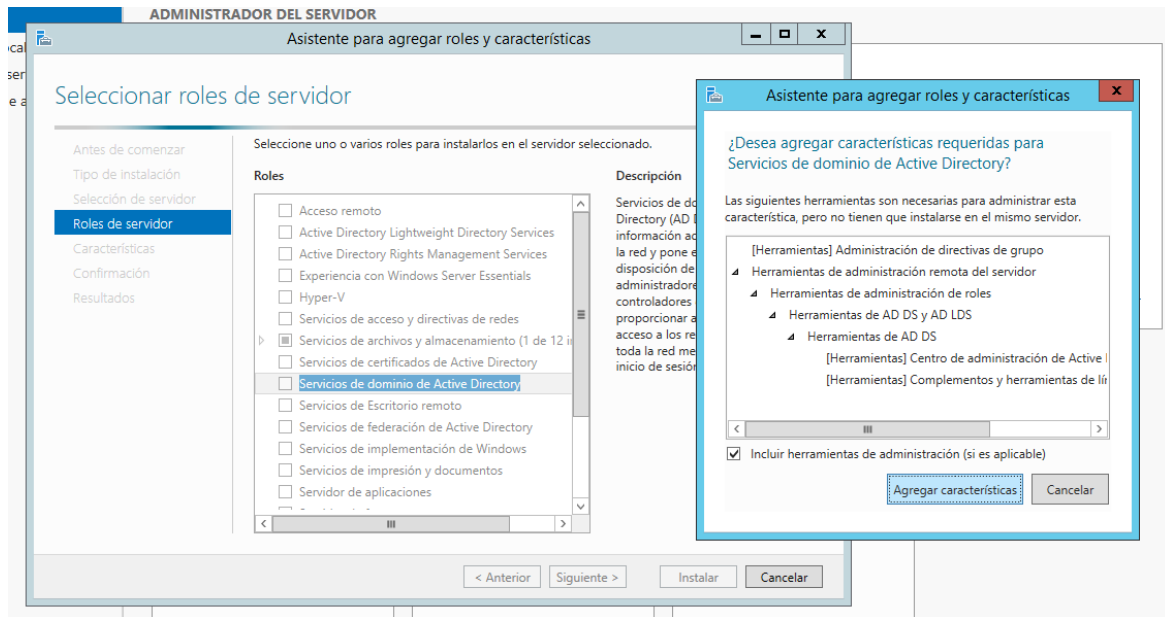 ADMINISTRADOR DEL SERVIDOR
Asistente para agregar roles y características
Seleccionar roles de servidor
Antes de comenzar
Tipo de instalación
Selección de servidor
Roles de servidor
Características
Confirmación
Resultados
Seleccione uno o varios roles para instalarlos en el servidor seleccionado.
Roles
Acceso remoto
Active Directory Lightweight Directory Services
Active Directory Rights Management Services
Experiencia con Windows Server Essentials
Hyper-V
Servicios de acceso y directivas de redes
Servicios de archivos y almacenamiento (1 de 12 i
Servicios de certificados de Active Directory
Servicios de dominio de Active Directory
Servicios de Escritorio remoto
Servicios de federación de Active Directory
Servicios de implementación de Windows
Servicios de impresión y documentos
Servidor de aplicaciones
Descripción
Servicios de do
Directory (AD
información ac
la red y pone e
disposición de
administradore
controladores
proporcionar a
acceso a los re
toda la red me
inicio de sesión
< Anterior
Siguiente >
Instalar
Cancelar
Asistente para agregar roles y características
x
¿Desea agregar características requeridas para
Servicios de dominio de Active Directory?
Las siguientes herramientas son necesarias para administrar esta
característica, pero no tienen que instalarse en el mismo servidor.
[Herramientas] Administración de directivas de grupo
Herramientas de administración remota del servidor
Herramientas de administración de roles
Herramientas de AD DS y AD LDS
Herramientas de AD DS
[Herramientas] Centro de administración de Active
[Herramientas] Complementos y herramientas de lí
Incluir herramientas de administración (si es aplicable)
Agregar características
Cancelar